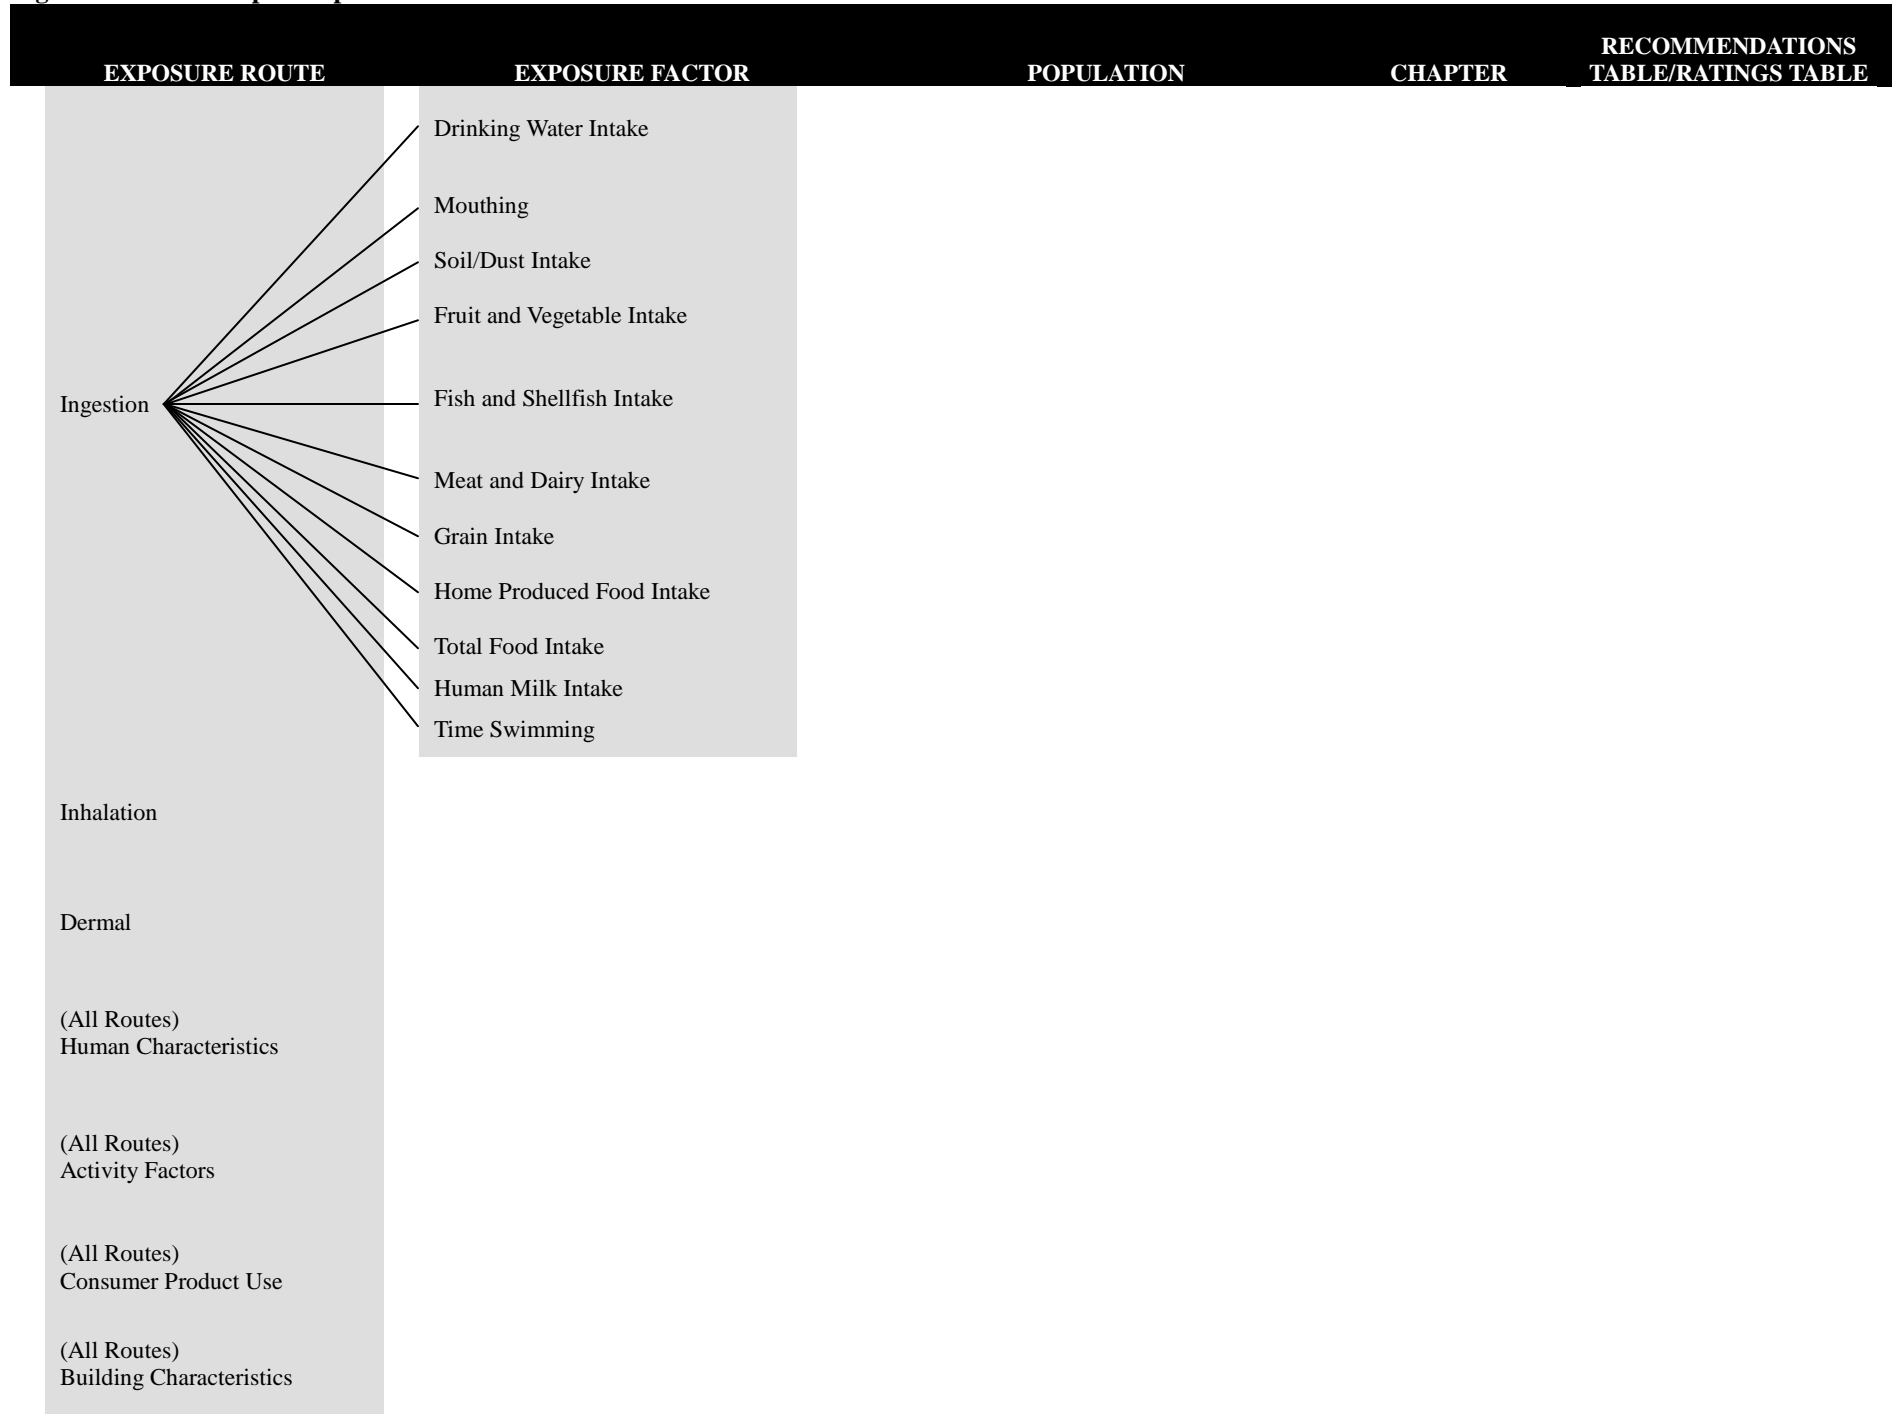 EXPOSURE ROUTE
EXPOSURE FACTOR
POPULATION
CHAPTER
RECOMMENDATIONS
TABLE/RATINGS TABLE
Drinking Water Intake
Mouthing
Soil/Dust Intake
Fruit and Vegetable Intake
Ingestion
Fish and Shellfish Intake
Meat and Dairy Intake
Grain Intake
Home Produced Food Intake
Total Food Intake
Human Milk Intake
Time Swimming
Inhalation
Dermal
(All Routes)
Human Characteristics
(All Routes)
Activity Factors
(All Routes)
Consumer Product Use
(All Routes)
Building Characteristics